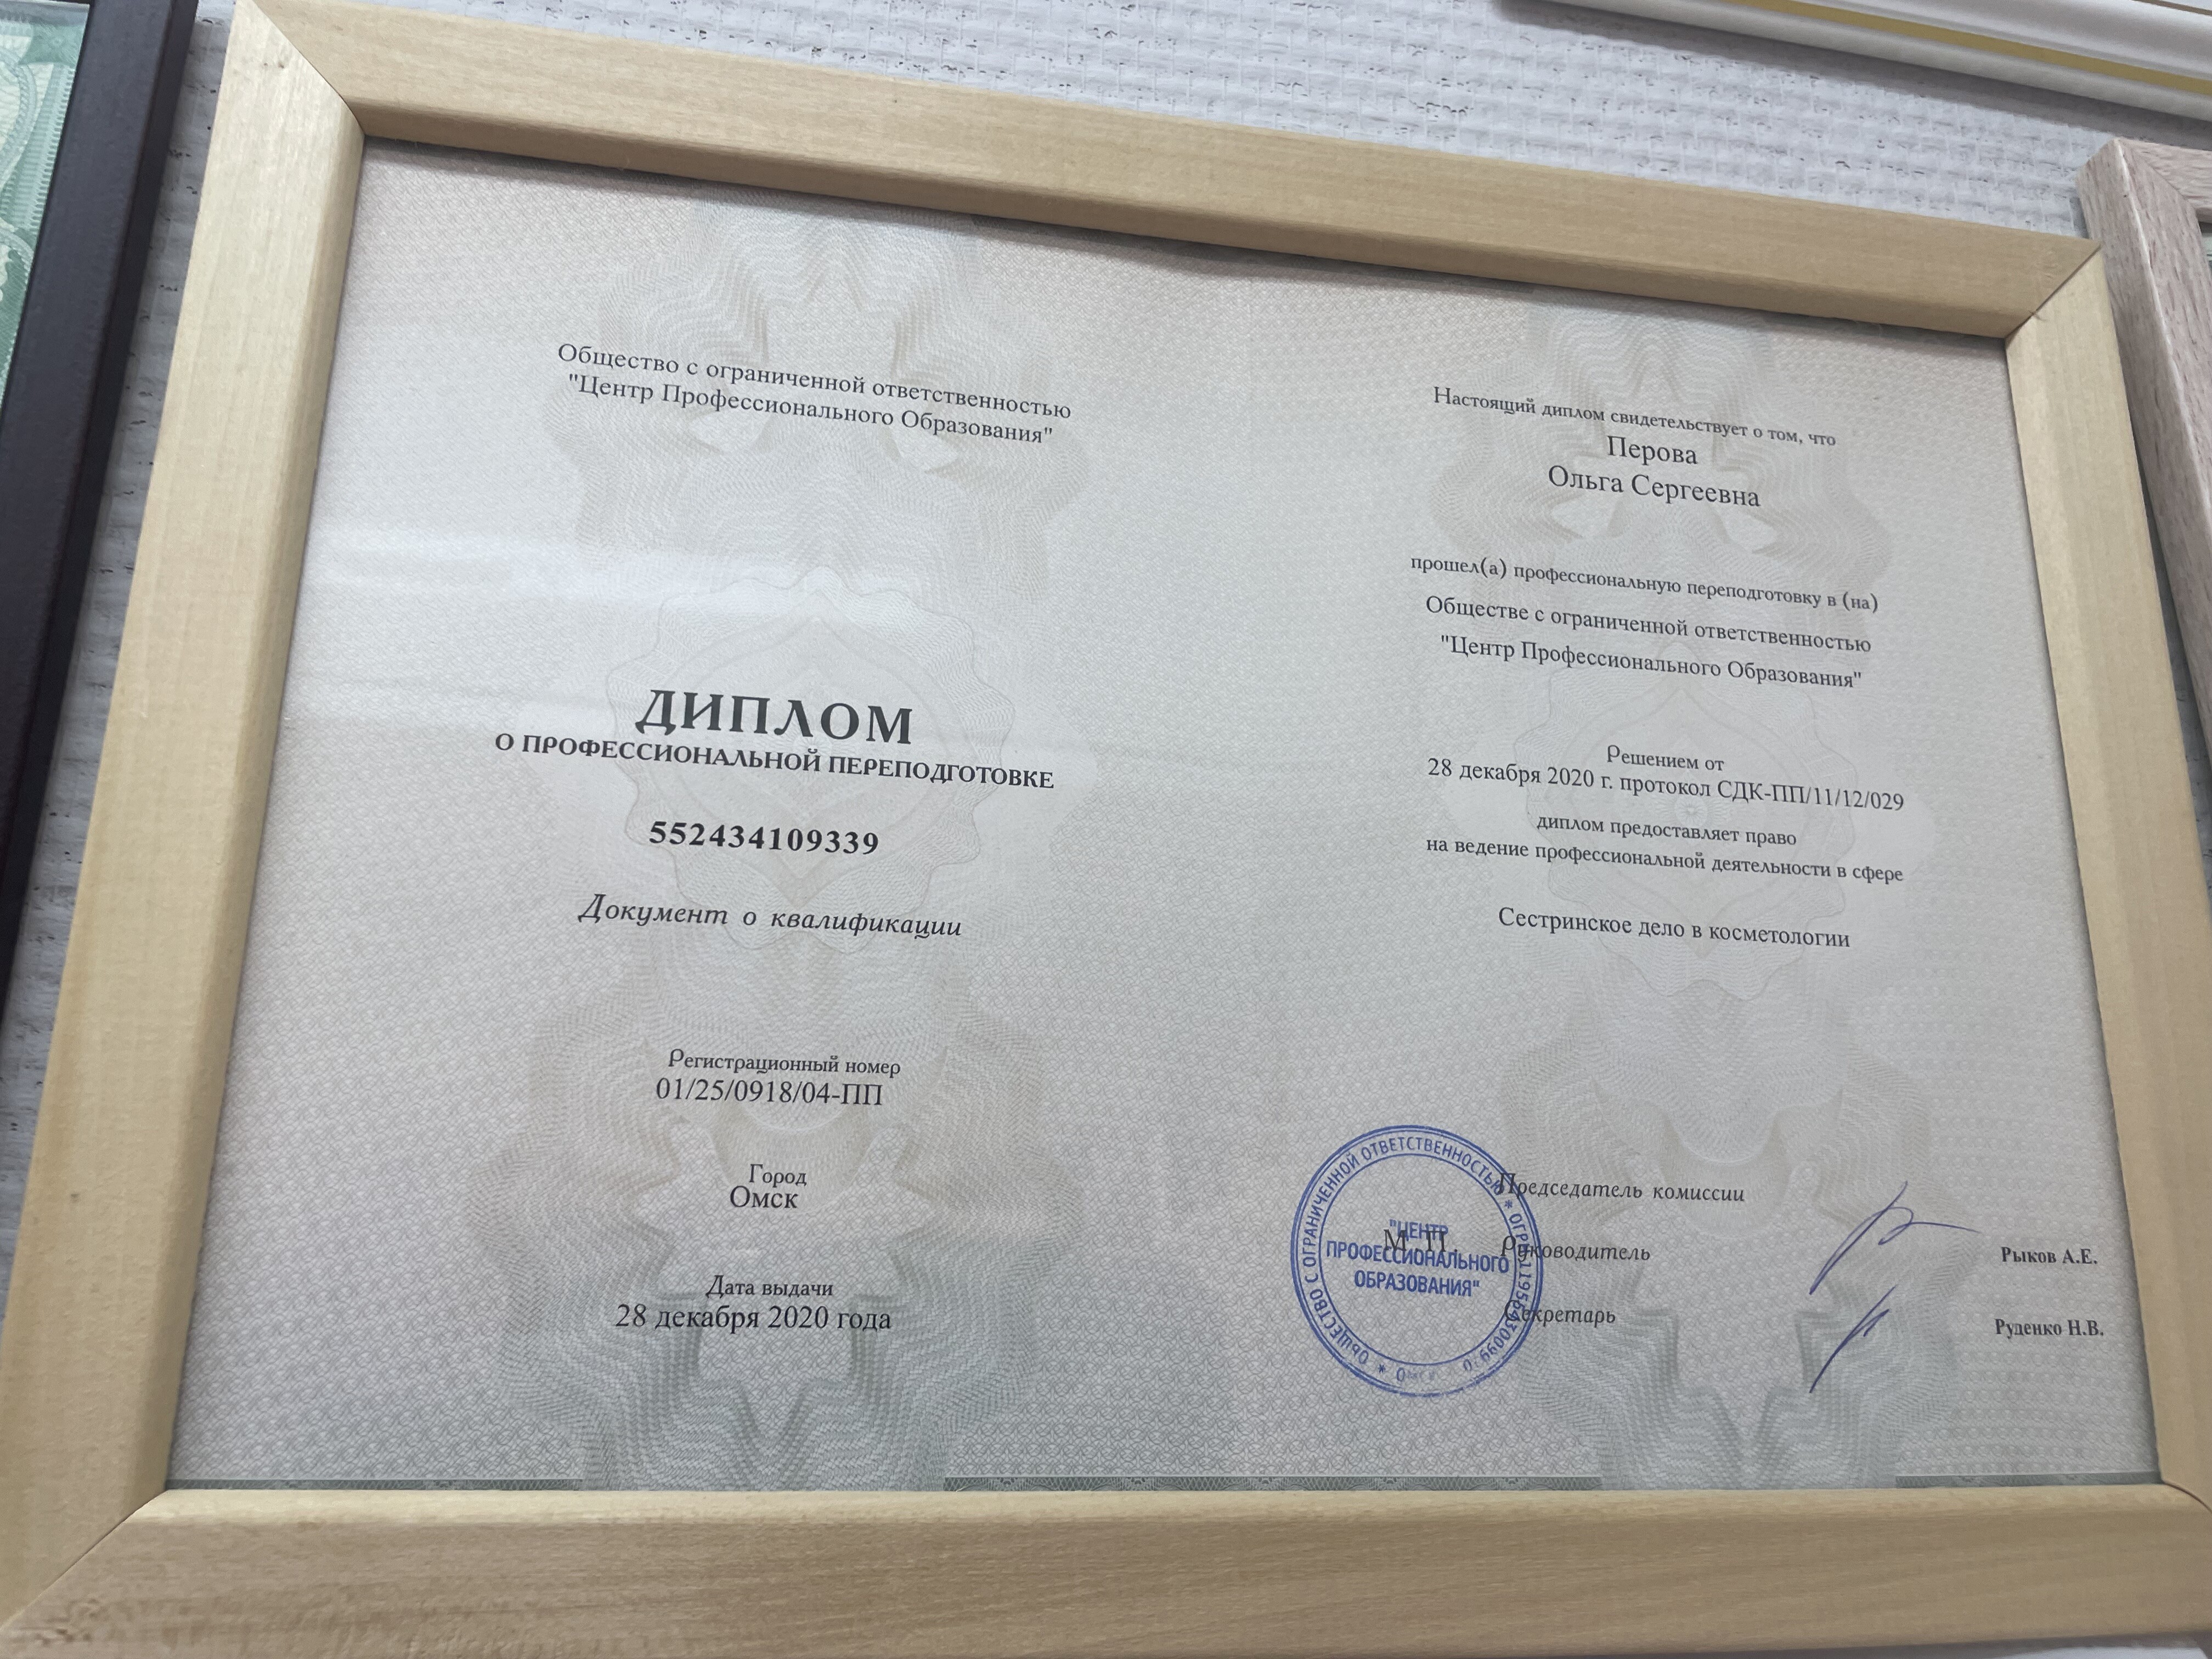 Общество с ограниченной ответственностью
"Центр Профессионального Образования"
ДИПЛОМ
О ПРОФЕССИОНАЛЬНОЙ ПЕРЕПОДГОТОВКЕ
552434109339
Документ о квалификации
Регистрационный номер
01/25/0918/04-ПП
Город
Омск
Дата выдачи
28 декабря 2020 года
Настоящий диплом свидетельствует о том, что
Перова
Ольга Сергеевна
прошел(а) профессиональную переподготовку в (на)
Обществе с ограниченной ответственностью
"Центр Профессионального Образования"
Решением от
28 декабря 2020 г. протокол СДК-ПП/11/12/029
диплом предоставляет право
на ведение профессиональной деятельности в сфере
Сестринское дело в косметологии
Председатель комиссии
М.П.
Руководитель
Рыков А.Е.
Секретарь
Руденко Н.В.
ОБЩЕСТВО С ОГРАНИЧЕННОЙ ОТВЕТСТВЕННОСТЬЮ * ОГРН
"ЦЕНТР
ПРОФЕССИОНАЛЬНОГО
ОБРАЗОВАНИЯ"